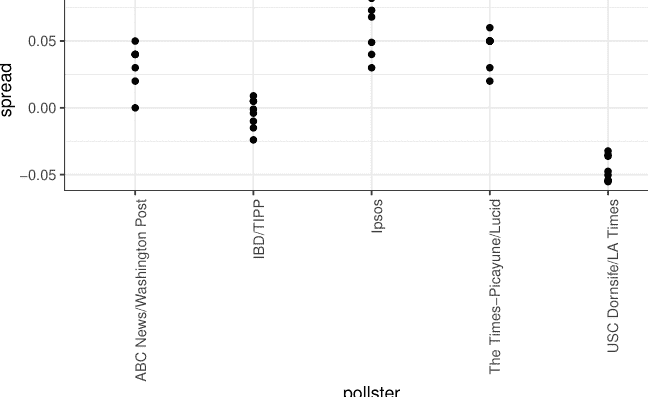 spread
0.05
0.00
−0.05
ABC News/Washington Post
IBD/TIPP
Ipsos
The Times−Picayune/Lucid
USC Dornsife/LA Times
pollster